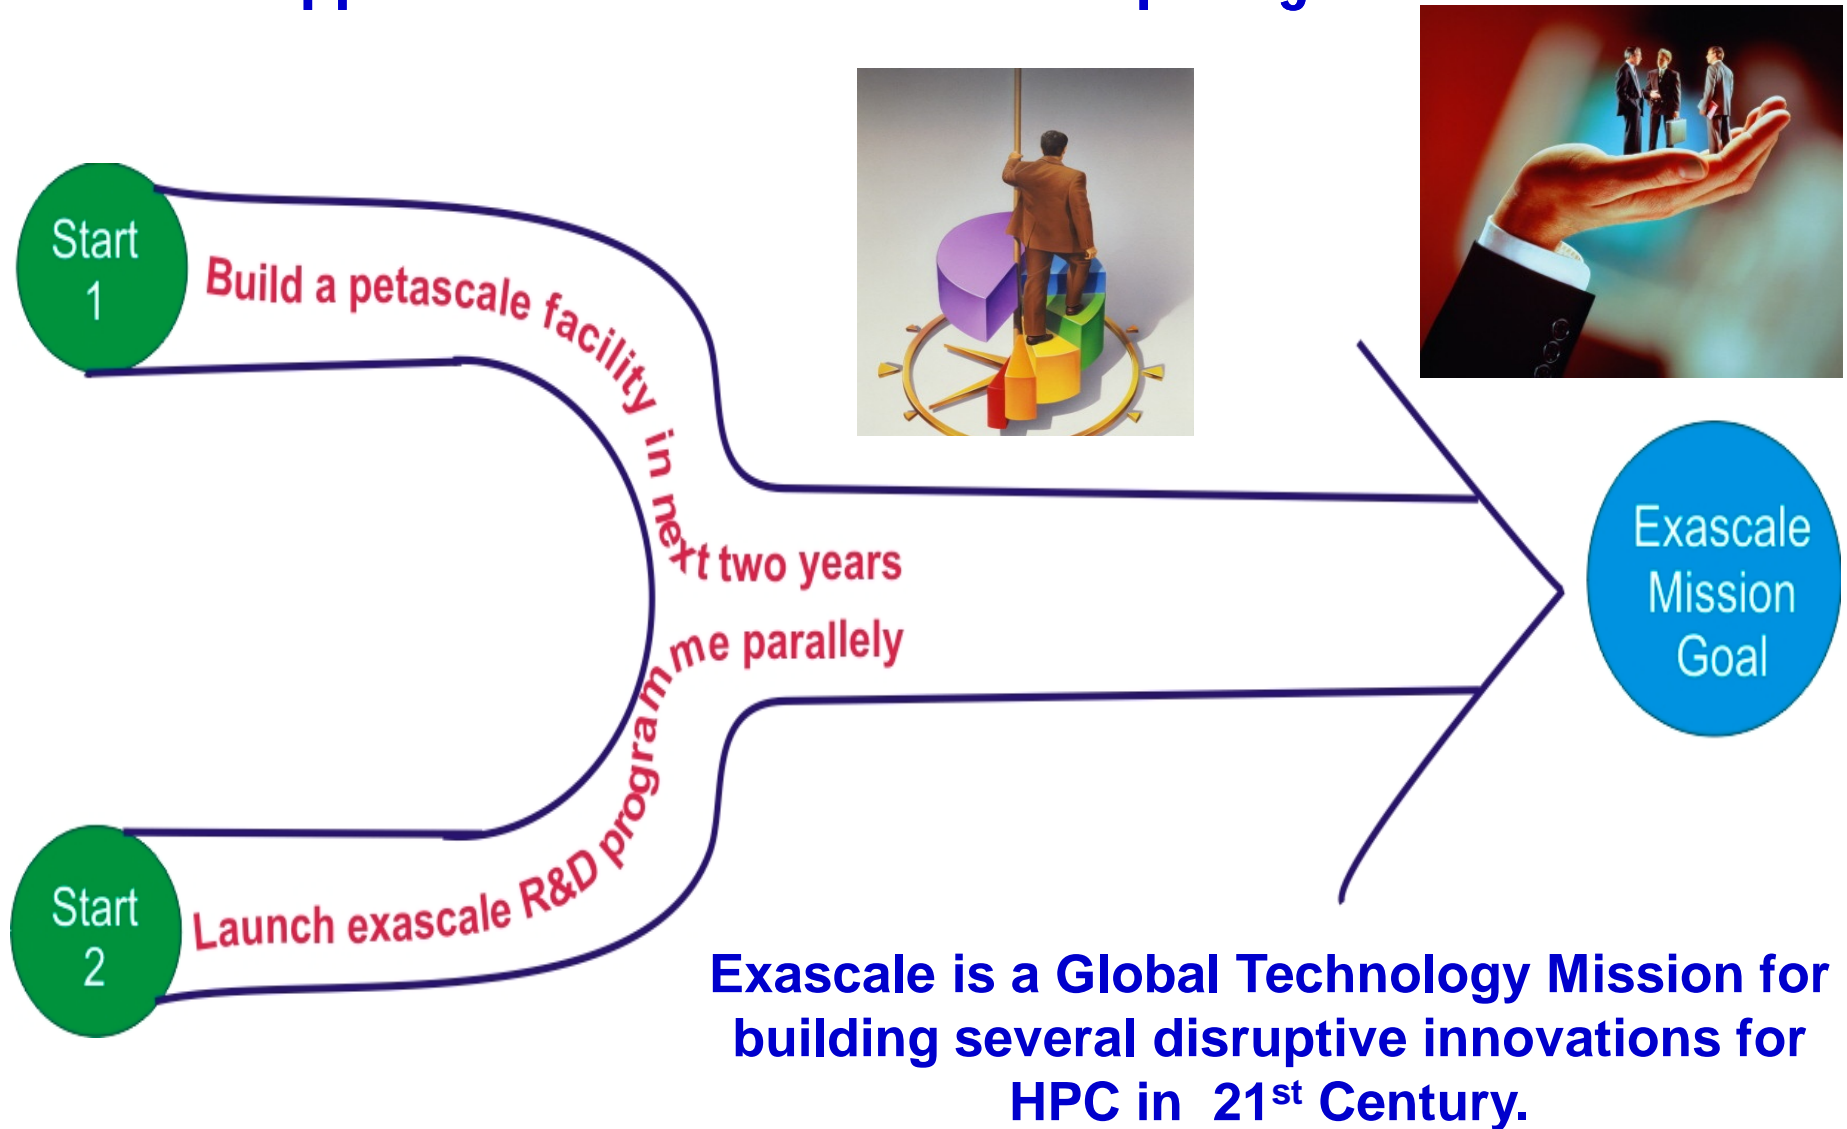 Start
1
Build a petascale facility in next two years
Start
2
Launch exascale R&D programme parallely
Exascale
Mission
Goal
Exascale is a Global Technology Mission for
building several disruptive innovations for
HPC in 21st Century.